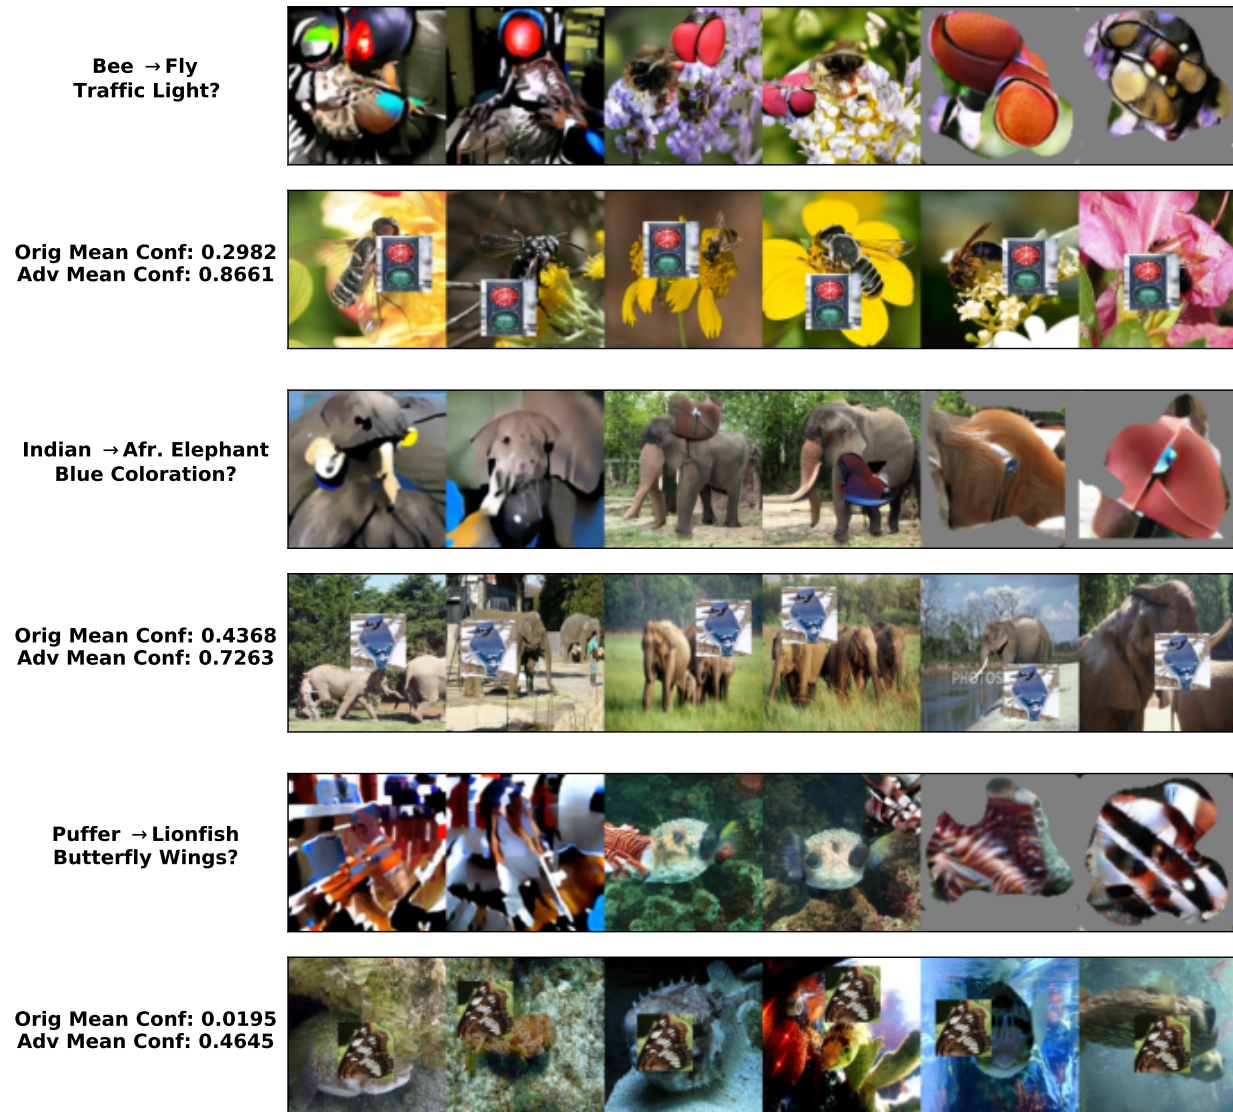 Bee →Fly
Traffic Light?
Orig Mean Conf: 0.2982
Adv Mean Conf: 0.8661
Indian →Afr. Elephant
Blue Coloration?
Orig Mean Conf: 0.4368
Adv Mean Conf: 0.7263
PHOTOS
Puffer →Lionfish
Butterfly Wings?
Orig Mean Conf: 0.0195
Adv Mean Conf: 0.4645